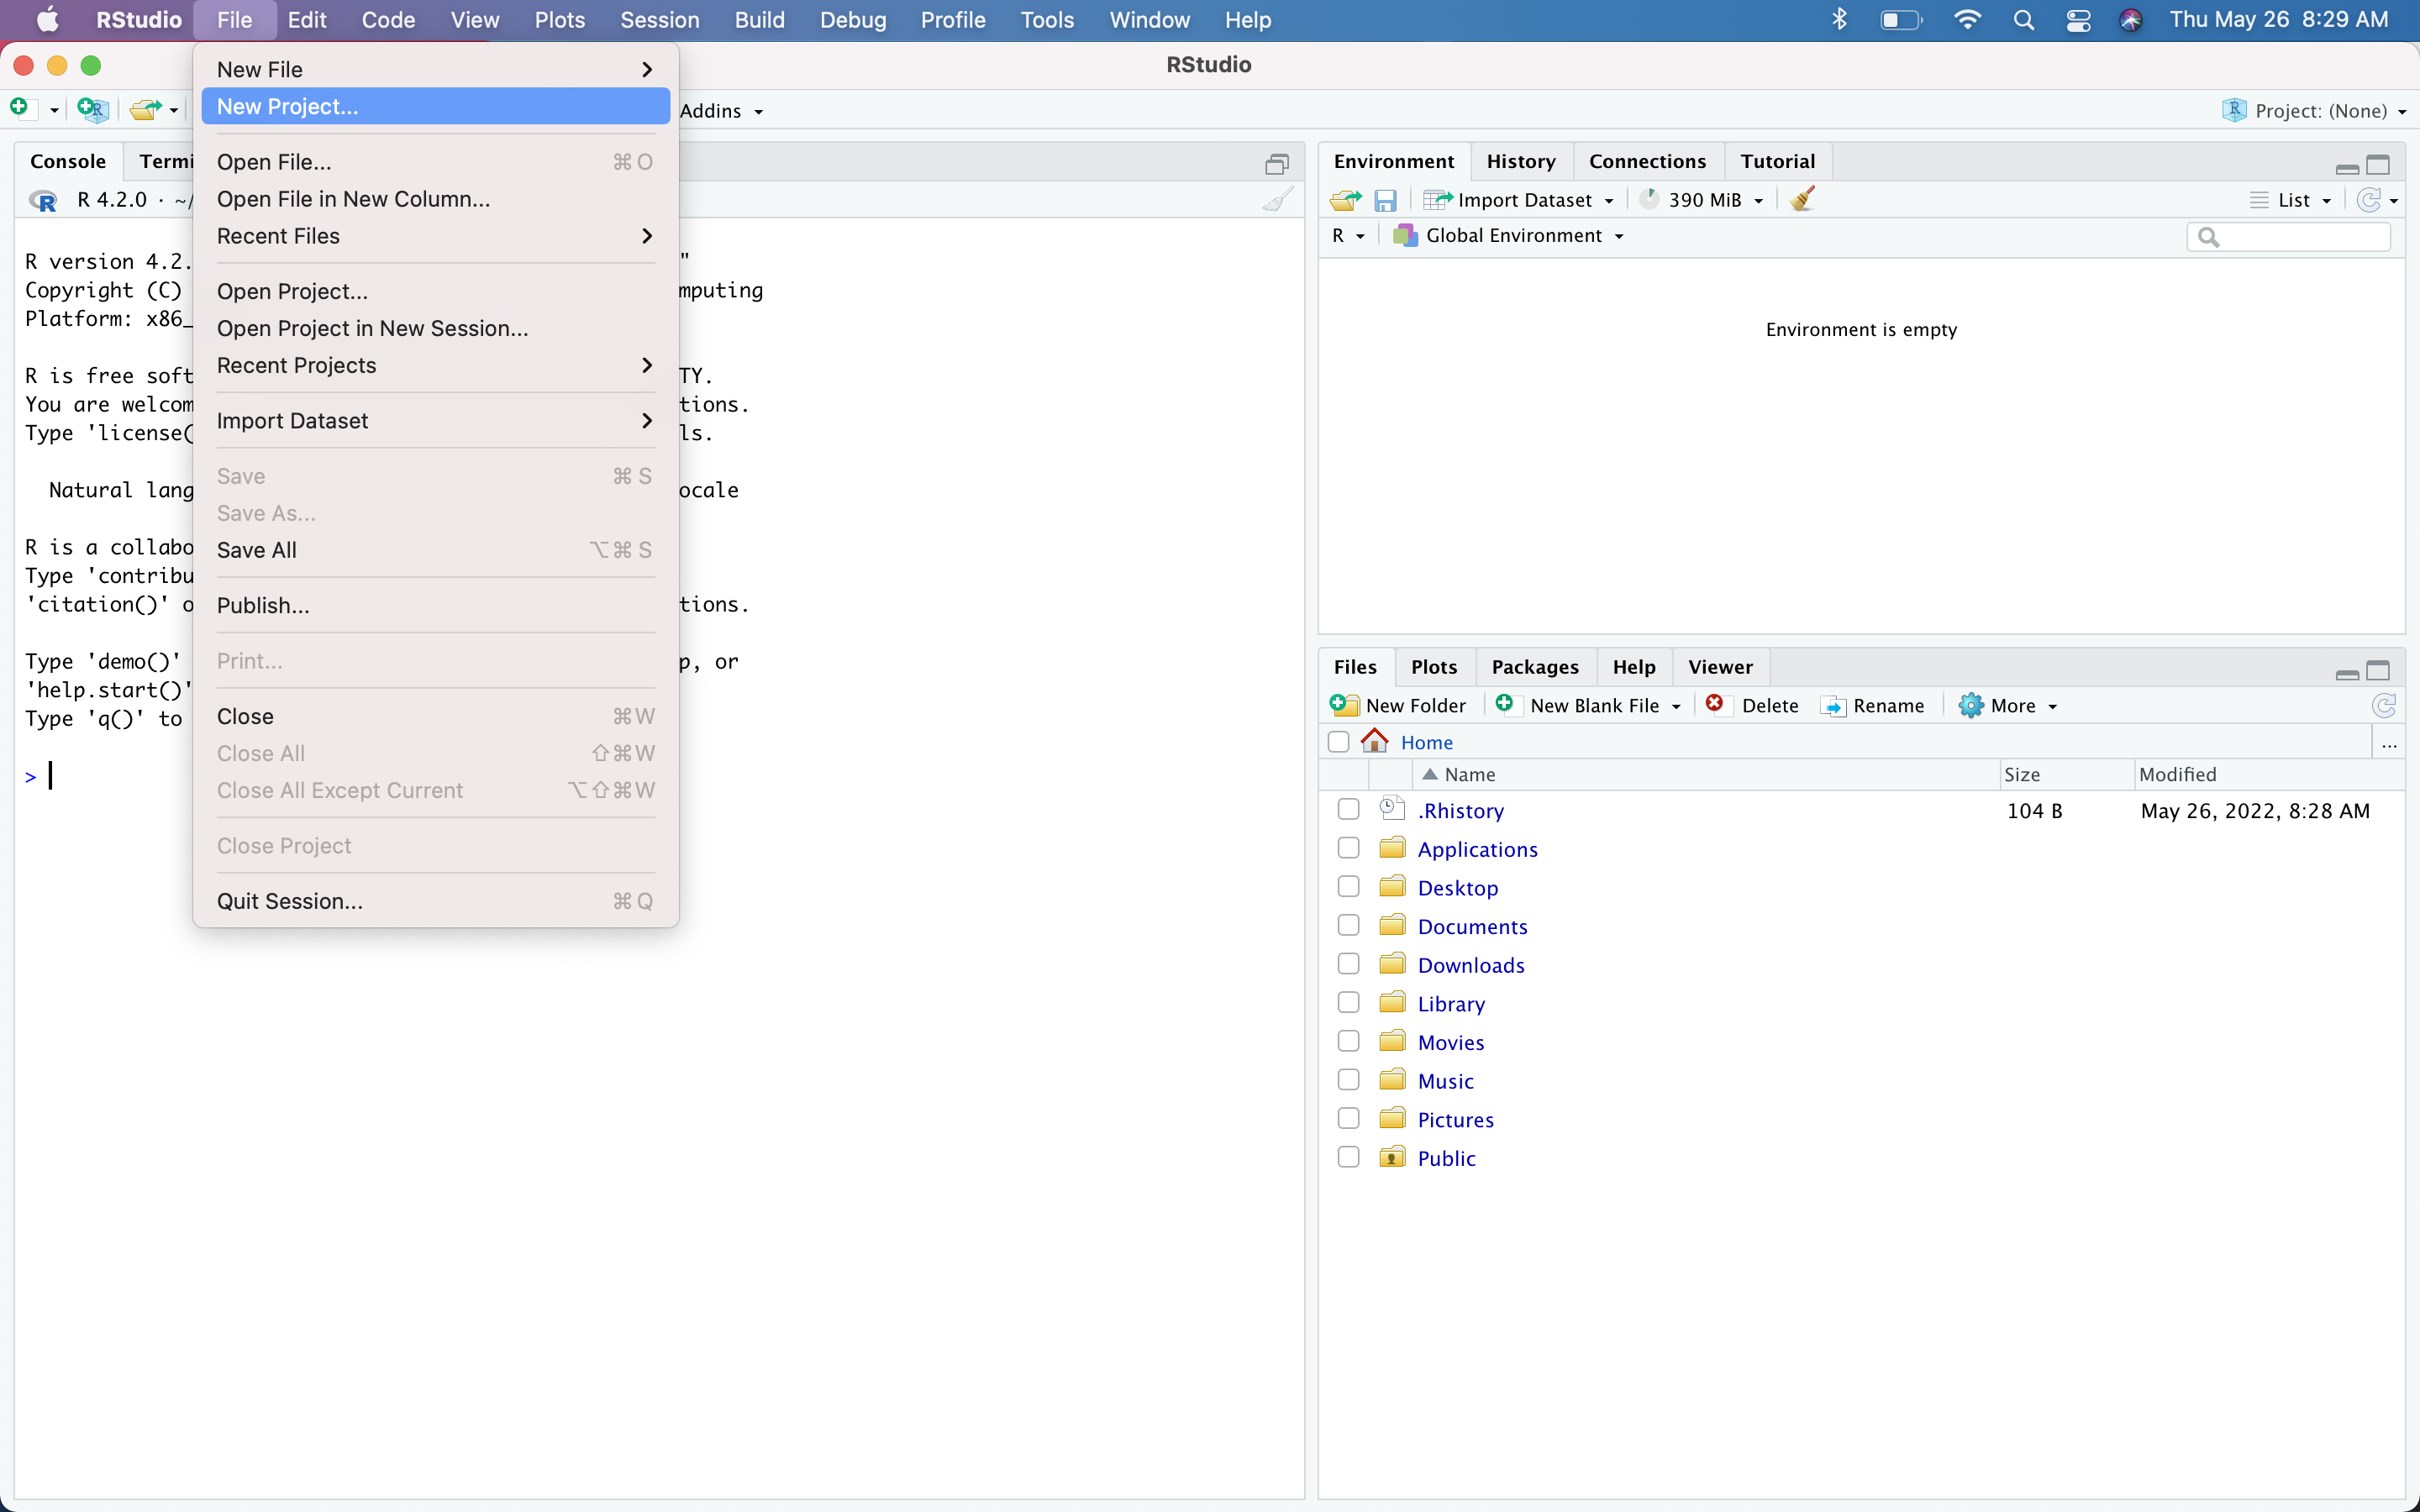 RStudio File Edit Code View Plots Session Build Debug Profile Tools Window Help Thu May 26 8:29 AM
RStudio
Addins Project: (None)
New File
New Project...
Open File... ⌘ O
Open File in New Column...
Recent Files
Open Project...
Open Project in New Session...
Recent Projects
Import Dataset
Save ⌘ S
Save As...
Save All ⌥ ⌘ S
Publish...
Print...
Close ⌘ W
Close All ⇧ ⌘ W
Close All Except Current ⌥ ⇧ ⌘ W
Close Project
Quit Session... ⌘ Q
Console Termi
R 4.2.0 · ~/
R version 4.2. "
Copyright (C) mputing
Platform: x86_
R is free soft TY.
You are welcom tions.
Type 'license( ls.
Natural lang ocale
R is a collabo
Type 'contribu
'citation()' o tions.
Type 'demo()' p, or
'help.start()'
Type 'q()' to
>
Environment History Connections Tutorial
Import Dataset 390 MiB List
R Global Environment
Environment is empty
Files Plots Packages Help Viewer
New Folder New Blank File Delete Rename More
Home ...
Name Size Modified
.Rhistory 104 B May 26, 2022, 8:28 AM
Applications
Desktop
Documents
Downloads
Library
Movies
Music
Pictures
Public